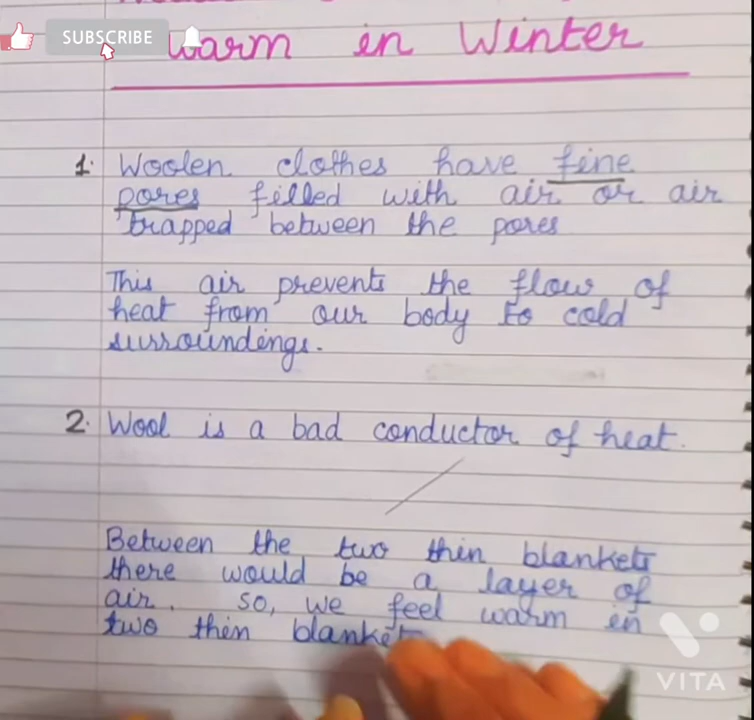 SUBSCRIBE
warm in Winter
1. Woolen clothes have fine
pores filled with air or air
trapped between the pores
This air prevents the flow of
heat from our body to cold
surroundings.
2. Wool is a bad conductor of heat.
Between the two thin blankets
there would be a layer of
air. so, we feel warm in
two thin blanket
VITA